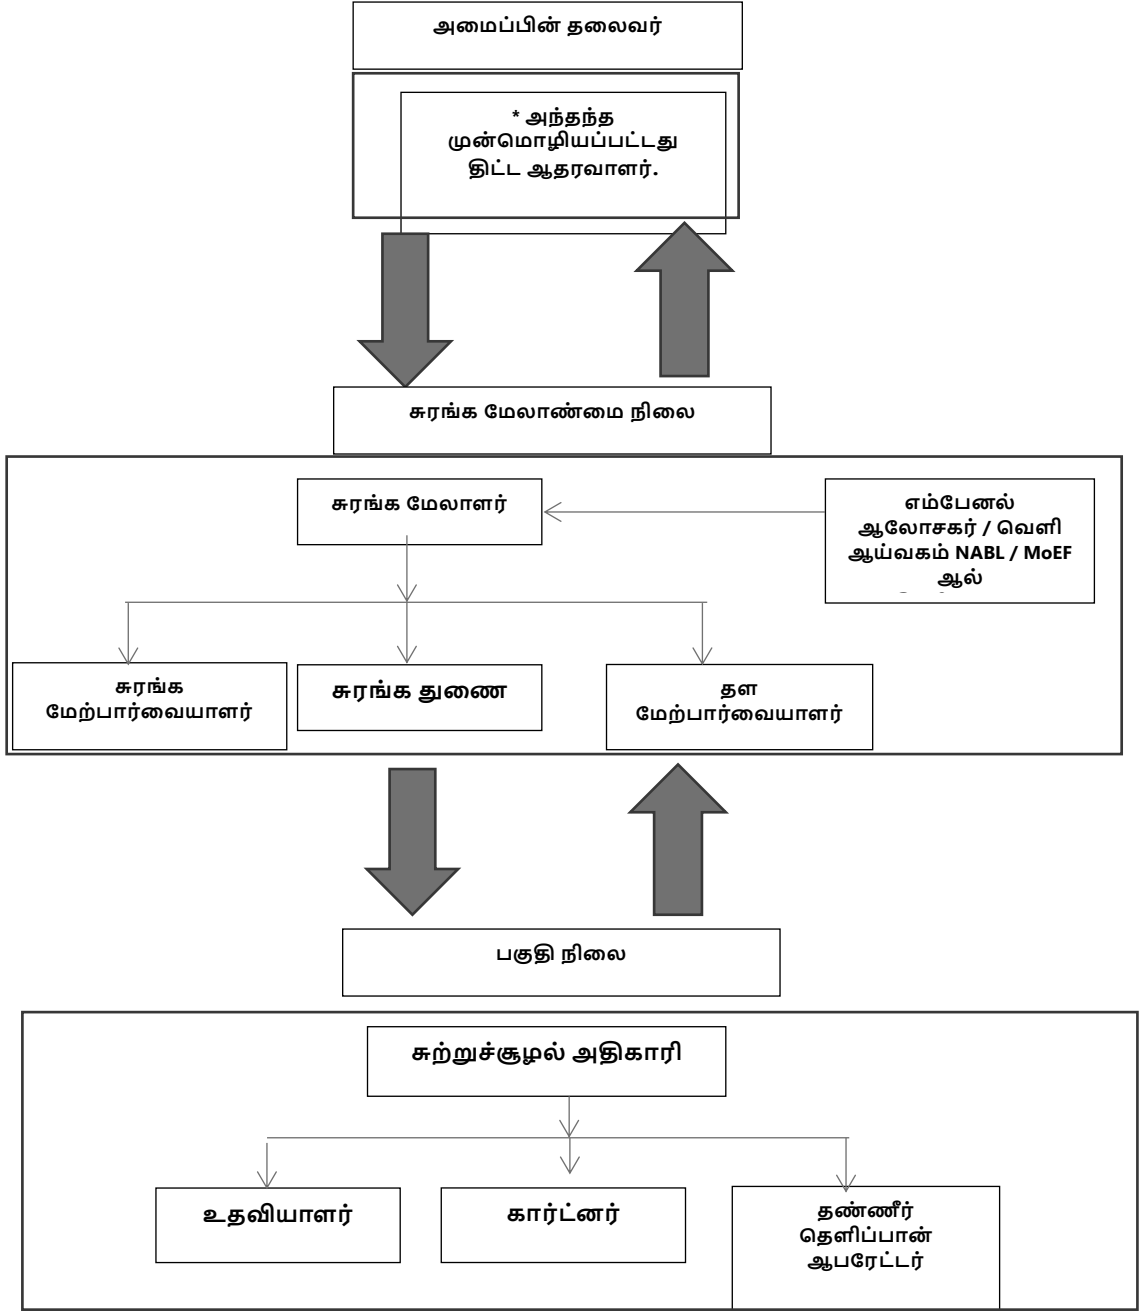 அமைப்பின் தலைவர்
* அந்தந்த
முன்மொழியப்பட்டது
திட்ட ஆதரவாளர்.
சுரங்க மேலாண்மை நிலை
சுரங்க மேலாளர்
எம்பேனல்
ஆலோசகர் / வெளி
ஆய்வகம் NABL / MoEF
ஆல்
சுரங்க
மேற்பார்வையாளர்
சுரங்க துணை
தள
மேற்பார்வையாளர்
பகுதி நிலை
சுற்றுச்சூழல் அதிகாரி
உதவியாளர்
கார்ட்னர்
தண்ணீர்
தெளிப்பான்
ஆபரேட்டர்